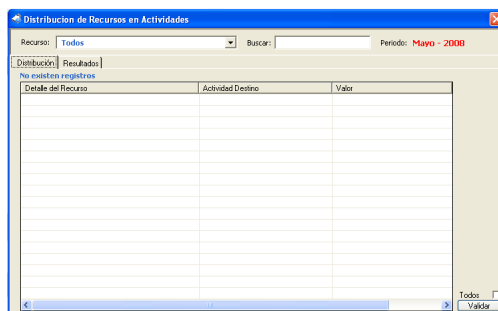 Distribucion de Recursos en Actividades
Recurso: Todos Buscar: Periodo: Mayo - 2008
Distribución Resultados
No existen registros
Detalle del Recurso Actividad Destino Valor
Todos
Validar